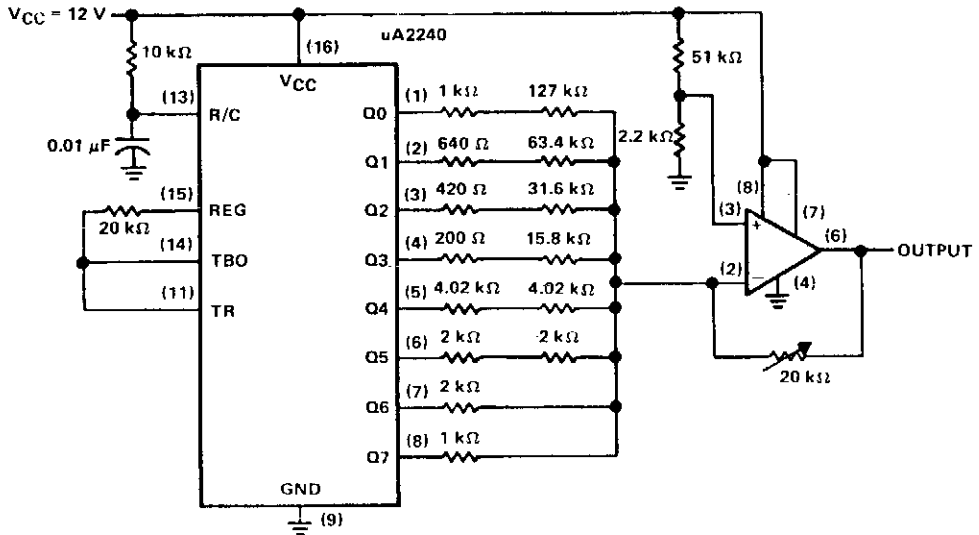 VCC = 12 V
10 kΩ
(16)
uA2240
51 kΩ
VCC
(13)
R/C
0.01 μF
2.2 kΩ
(15)
REG
20 kΩ
(14)
TBO
(11)
TR
Q0
(1)
1 kΩ
127 kΩ
Q1
(2)
640 Ω
63.4 kΩ
Q2
(3)
420 Ω
31.6 kΩ
Q3
(4)
200 Ω
15.8 kΩ
Q4
(5)
4.02 kΩ
4.02 kΩ
Q5
(6)
2 kΩ
2 kΩ
Q6
(7)
2 kΩ
Q7
(8)
1 kΩ
GND
(9)
(8)
(7)
(3)
+
(6)
OUTPUT
(2)
−
(4)
20 kΩ